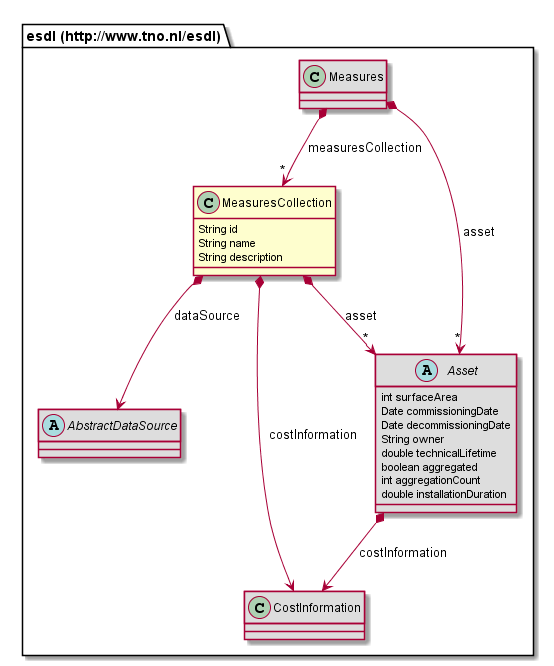 esdl (http://www.tno.nl/esdl)
C Measures
measuresCollection
*
C MeasuresCollection
String id
String name
String description
asset
dataSource
asset
*
*
A Asset
int surfaceArea
Date commissioningDate
Date decommissioningDate
String owner
double technicalLifetime
boolean aggregated
int aggregationCount
double installationDuration
A AbstractDataSource
costInformation
costInformation
C CostInformation